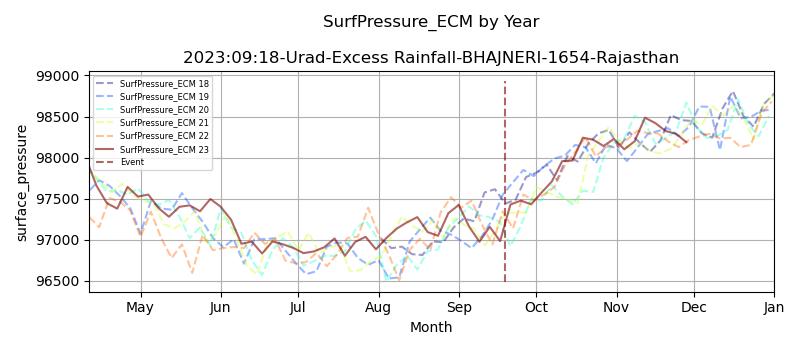 SurfPressure_ECM by Year
2023:09:18-Urad-Excess Rainfall-BHAJNERI-1654-Rajasthan
99000
98500
98000
97500
97000
96500
surface_pressure
SurfPressure_ECM 18
SurfPressure_ECM 19
SurfPressure_ECM 20
SurfPressure_ECM 21
SurfPressure_ECM 22
SurfPressure_ECM 23
Event
May Jun Jul Aug Sep Oct Nov Dec Jan
Month